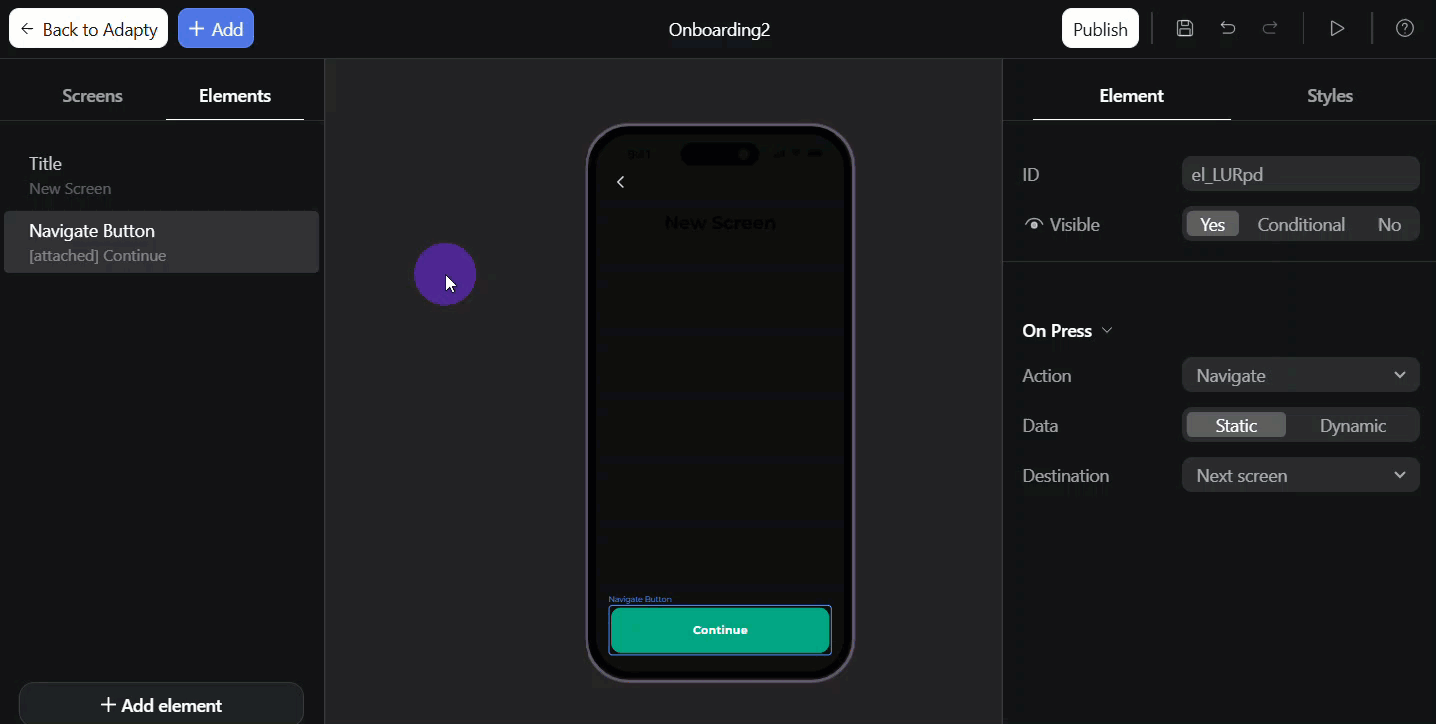 Back to Adapty
Add
Onboarding2
Publish
Screens
Elements
Element
Styles
Title
New Screen
Navigate Button
[attached] Continue
Add element
9:41
New Screen
Navigate Button
Continue
ID
el_LURpd
Visible
Yes
Conditional
No
On Press
Action
Navigate
Data
Static
Dynamic
Destination
Next screen